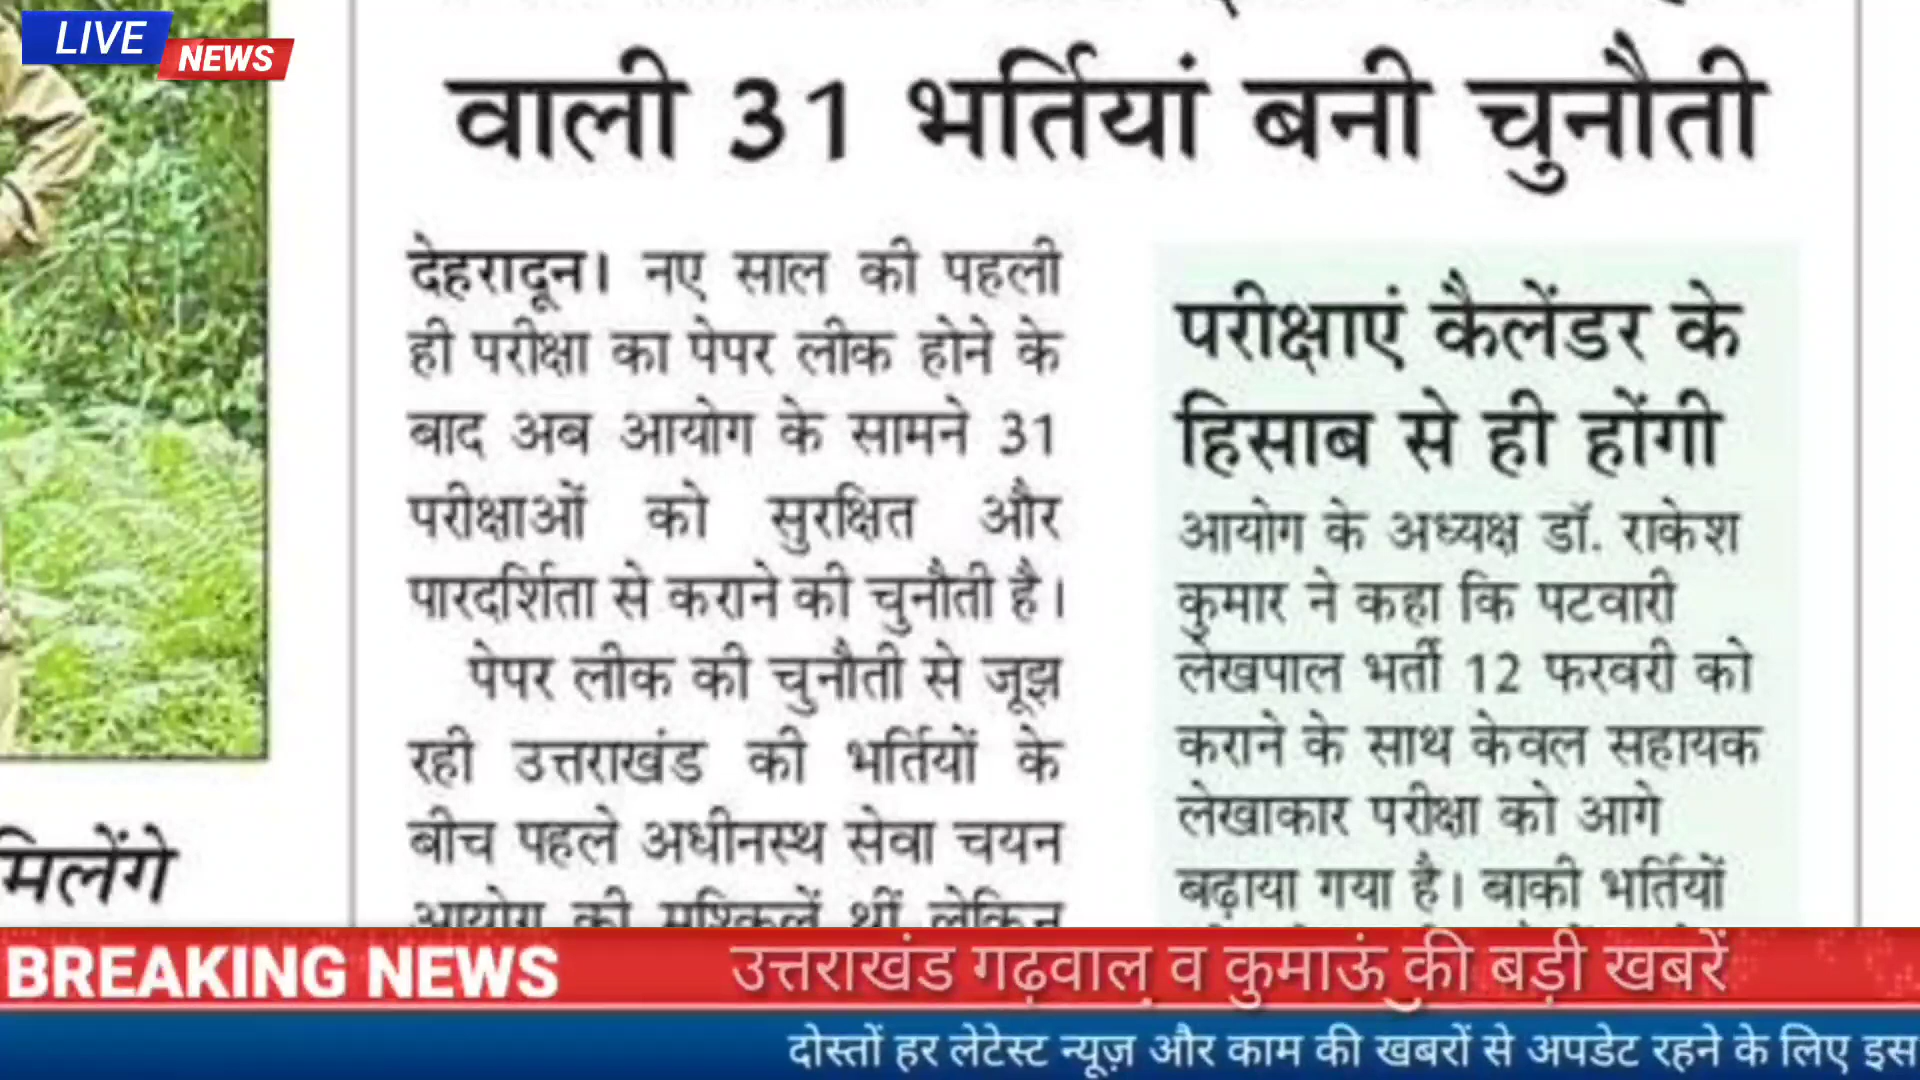 LIVE
NEWS
वाली 31 भर्तियां बनी चुनौती
देहरादून। नए साल की पहली
ही परीक्षा का पेपर लीक होने के
बाद अब आयोग के सामने 31
परीक्षाओं को सुरक्षित और
पारदर्शिता से कराने की चुनौती है।
पेपर लीक की चुनौती से जूझ
रही उत्तराखंड की भर्तियों के
बीच पहले अधीनस्थ सेवा चयन
आयोग की मुश्किलें थीं लेकिन
परीक्षाएं कैलेंडर के
हिसाब से ही होंगी
आयोग के अध्यक्ष डॉ. राकेश
कुमार ने कहा कि पटवारी
लेखपाल भर्ती 12 फरवरी को
कराने के साथ केवल सहायक
लेखाकार परीक्षा को आगे
बढ़ाया गया है। बाकी भर्तियों
मिलेंगे
BREAKING NEWS
उत्तराखंड गढ़वाल व कुमाऊं की बड़ी खबरें
दोस्तों हर लेटेस्ट न्यूज़ और काम की खबरों से अपडेट रहने के लिए इस